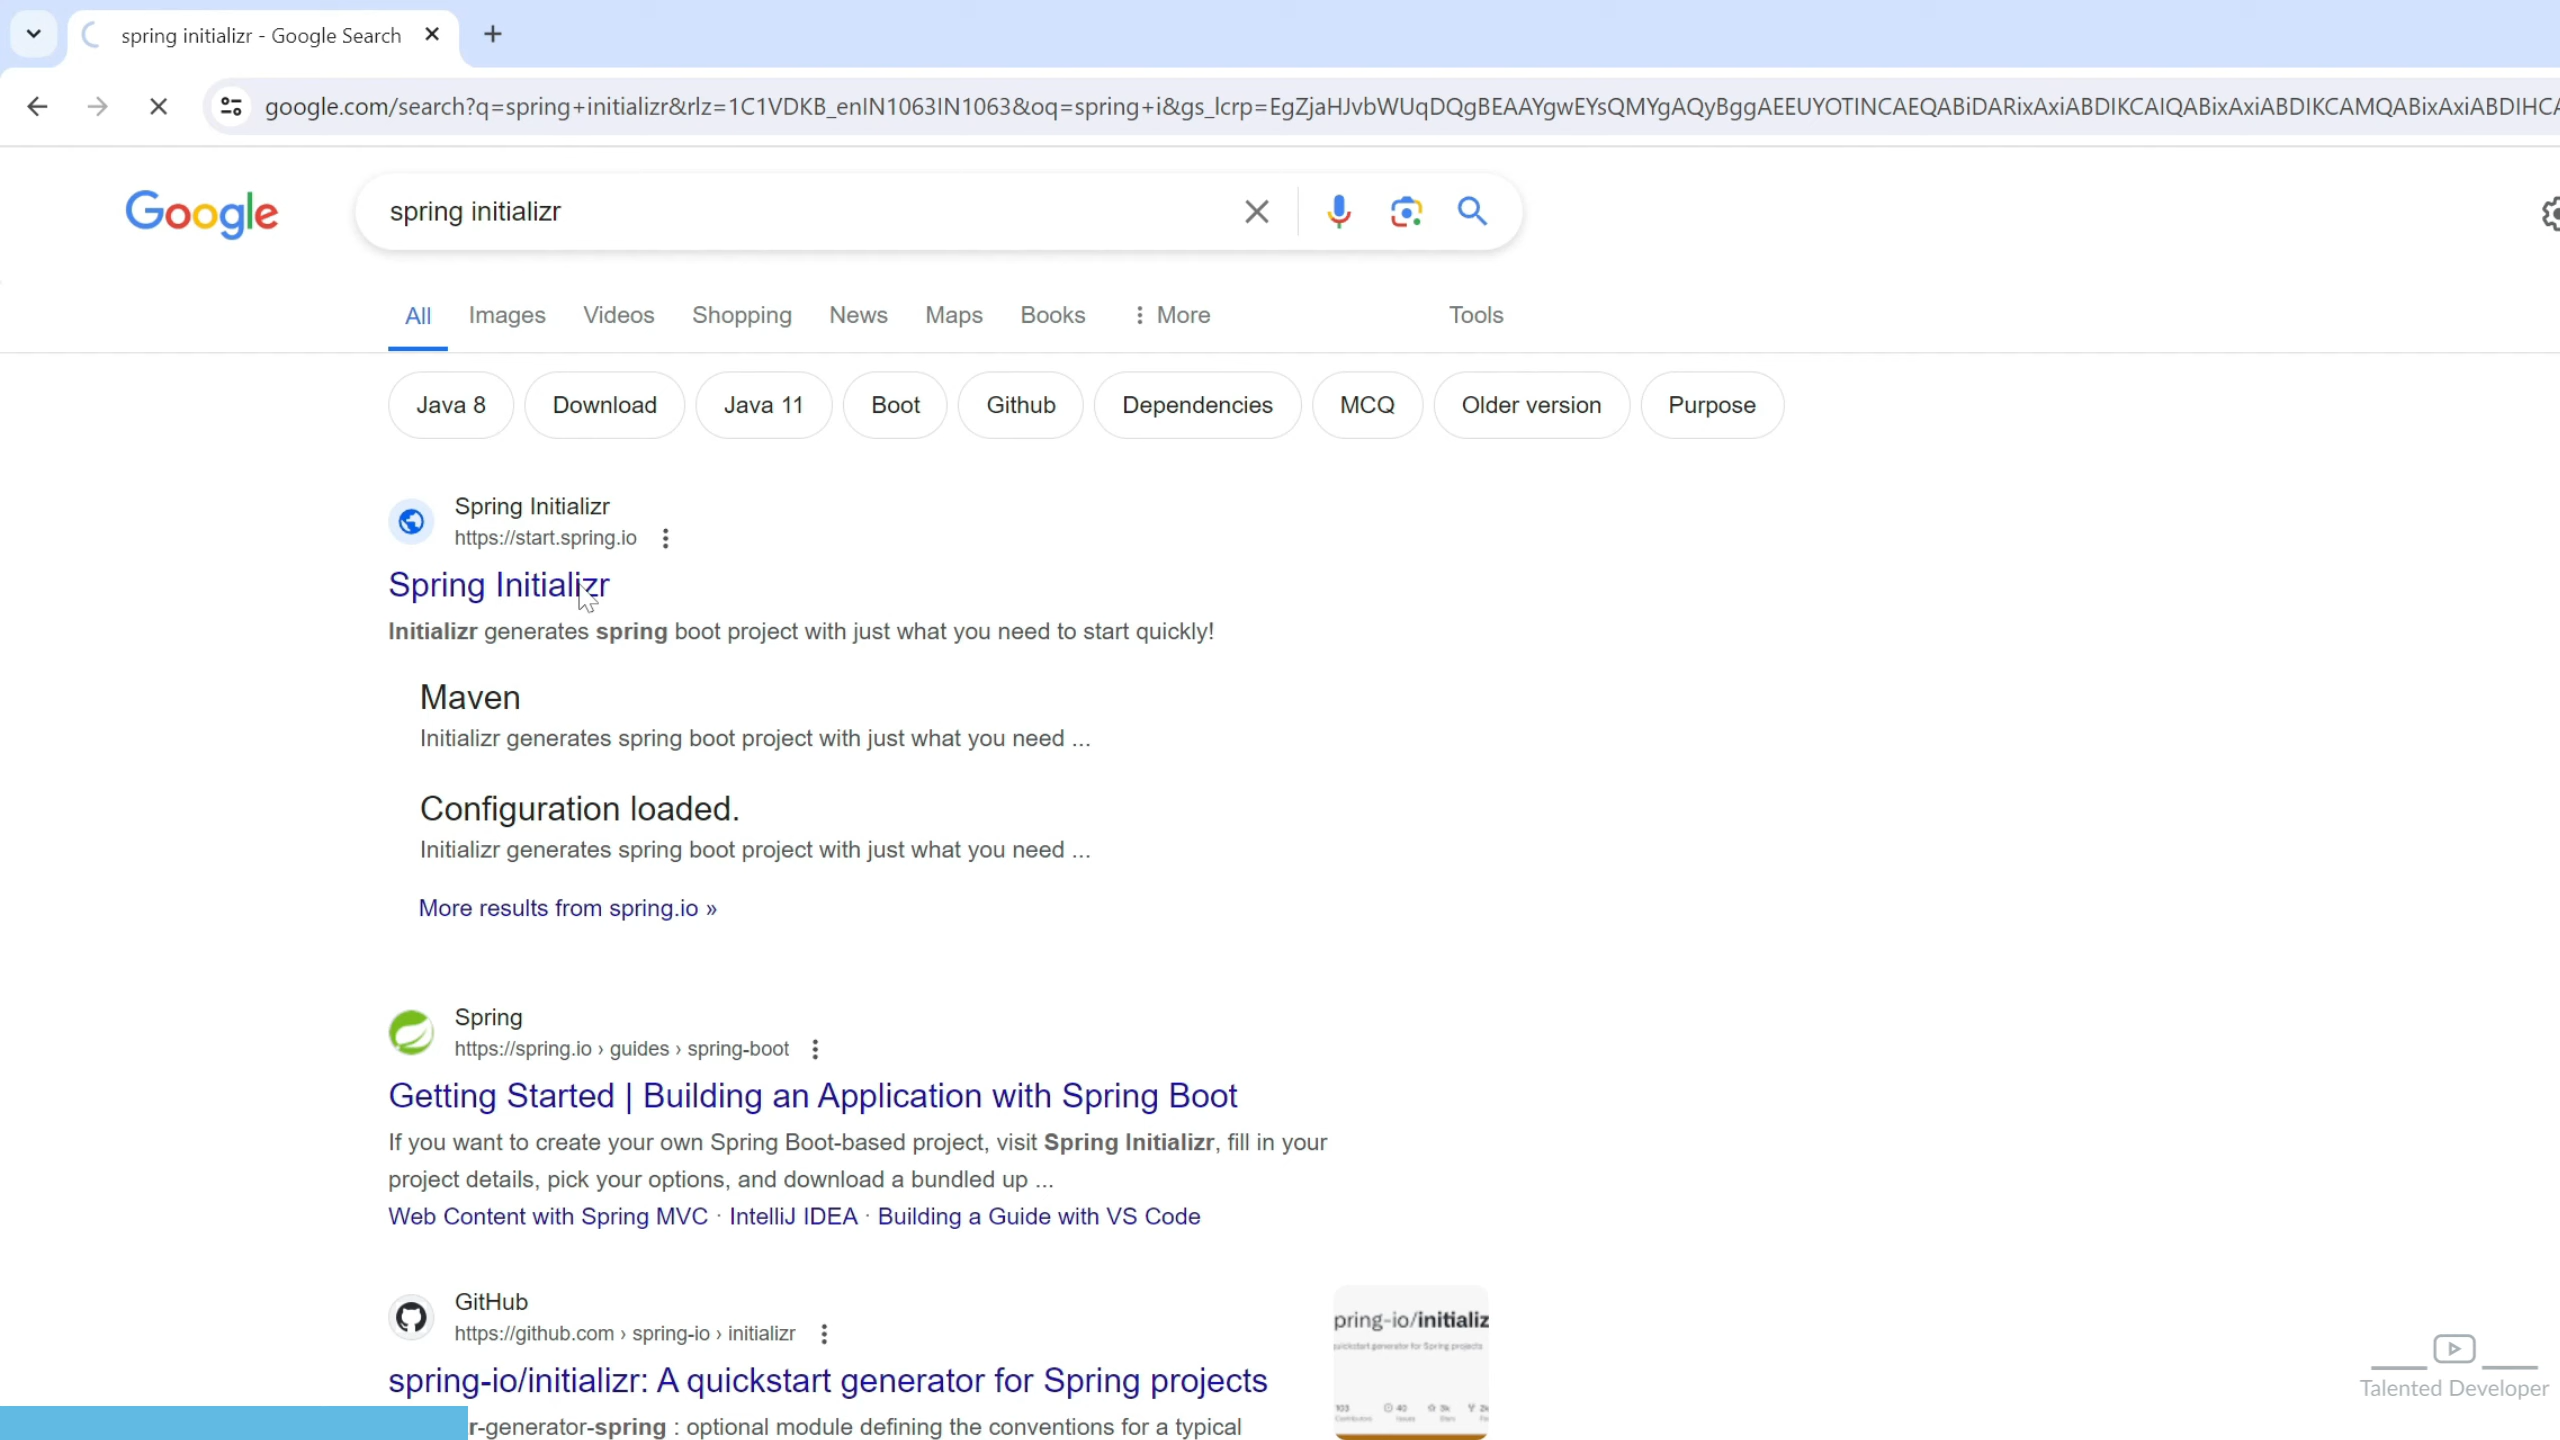 spring initializr - Google Search
google.com/search?q=spring+initializr&rlz=1C1VDKB_enIN1063IN1063&oq=spring+i&gs_lcrp=EgZjaHJvbWUqDQgBEAAYgwEYsQMYgAQyBggAEEUYOTINCAEQABiDARixAxiABDIKCAIQABixAxiABDIKCAMQABixAxiABDIHCA
Google
spring initializr
All Images Videos Shopping News Maps Books More Tools
Java 8 Download Java 11 Boot Github Dependencies MCQ Older version Purpose
Spring Initializr
https://start.spring.io
Spring Initializr
Initializr generates spring boot project with just what you need to start quickly!
Maven
Initializr generates spring boot project with just what you need ...
Configuration loaded.
Initializr generates spring boot project with just what you need ...
More results from spring.io »
Spring
https://spring.io › guides › spring-boot
Getting Started | Building an Application with Spring Boot
If you want to create your own Spring Boot-based project, visit Spring Initializr, fill in your
project details, pick your options, and download a bundled up ...
Web Content with Spring MVC · IntelliJ IDEA · Building a Guide with VS Code
GitHub
https://github.com › spring-io › initializr
spring-io/initializr: A quickstart generator for Spring projects
r-generator-spring : optional module defining the conventions for a typical
pring-io/initializ
quickstart generator for Spring projects
Talented Developer